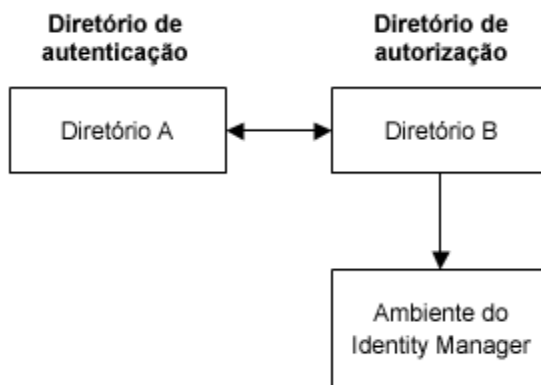 Diretório de
autenticação
Diretório de
autorização
Diretório A
Diretório B
Ambiente do
Identity Manager